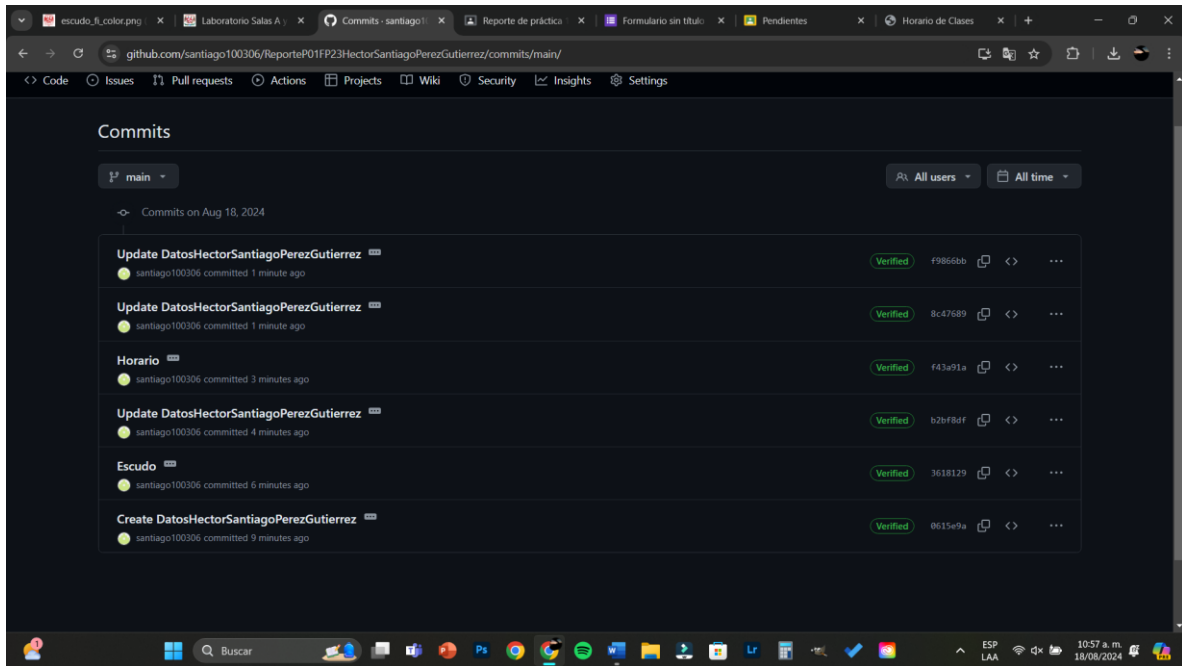 escudo_fi_color.png
Laboratorio Salas A y
Commits · santiago1
Reporte de práctica
Formulario sin título
Pendientes
Horario de Clases
github.com/santiago100306/ReporteP01FP23HectorSantiagoPerezGutierrez/commits/main/
Code Issues Pull requests Actions Projects Wiki Security Insights Settings
Commits
main All users All time
Commits on Aug 18, 2024
Update DatosHectorSantiagoPerezGutierrez
santiago100306 committed 1 minute ago
Verified f9866bb
Update DatosHectorSantiagoPerezGutierrez
santiago100306 committed 1 minute ago
Verified 8c47689
Horario
santiago100306 committed 3 minutes ago
Verified f43a91a
Update DatosHectorSantiagoPerezGutierrez
santiago100306 committed 4 minutes ago
Verified b2bf8df
Escudo
santiago100306 committed 6 minutes ago
Verified 3618129
Create DatosHectorSantiagoPerezGutierrez
santiago100306 committed 9 minutes ago
Verified 0615e9a
1
Buscar
Ps
Lr
ESP
LAA
10:57 a. m.
18/08/2024